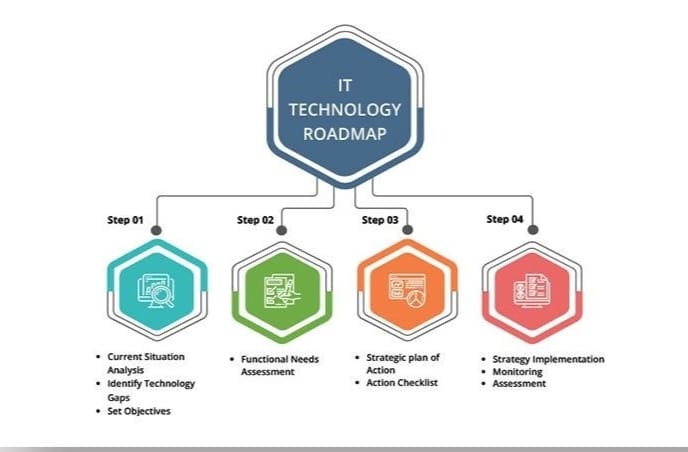 IT
TECHNOLOGY
ROADMAP
Step 01
Step 02
Step 03
Step 04
• Current Situation
Analysis
• Identify Technology
Gaps
• Set Objectives
• Functional Needs
Assessment
• Strategic plan of
Action
• Action Checklist
• Strategy Implementation
• Monitoring
• Assessment